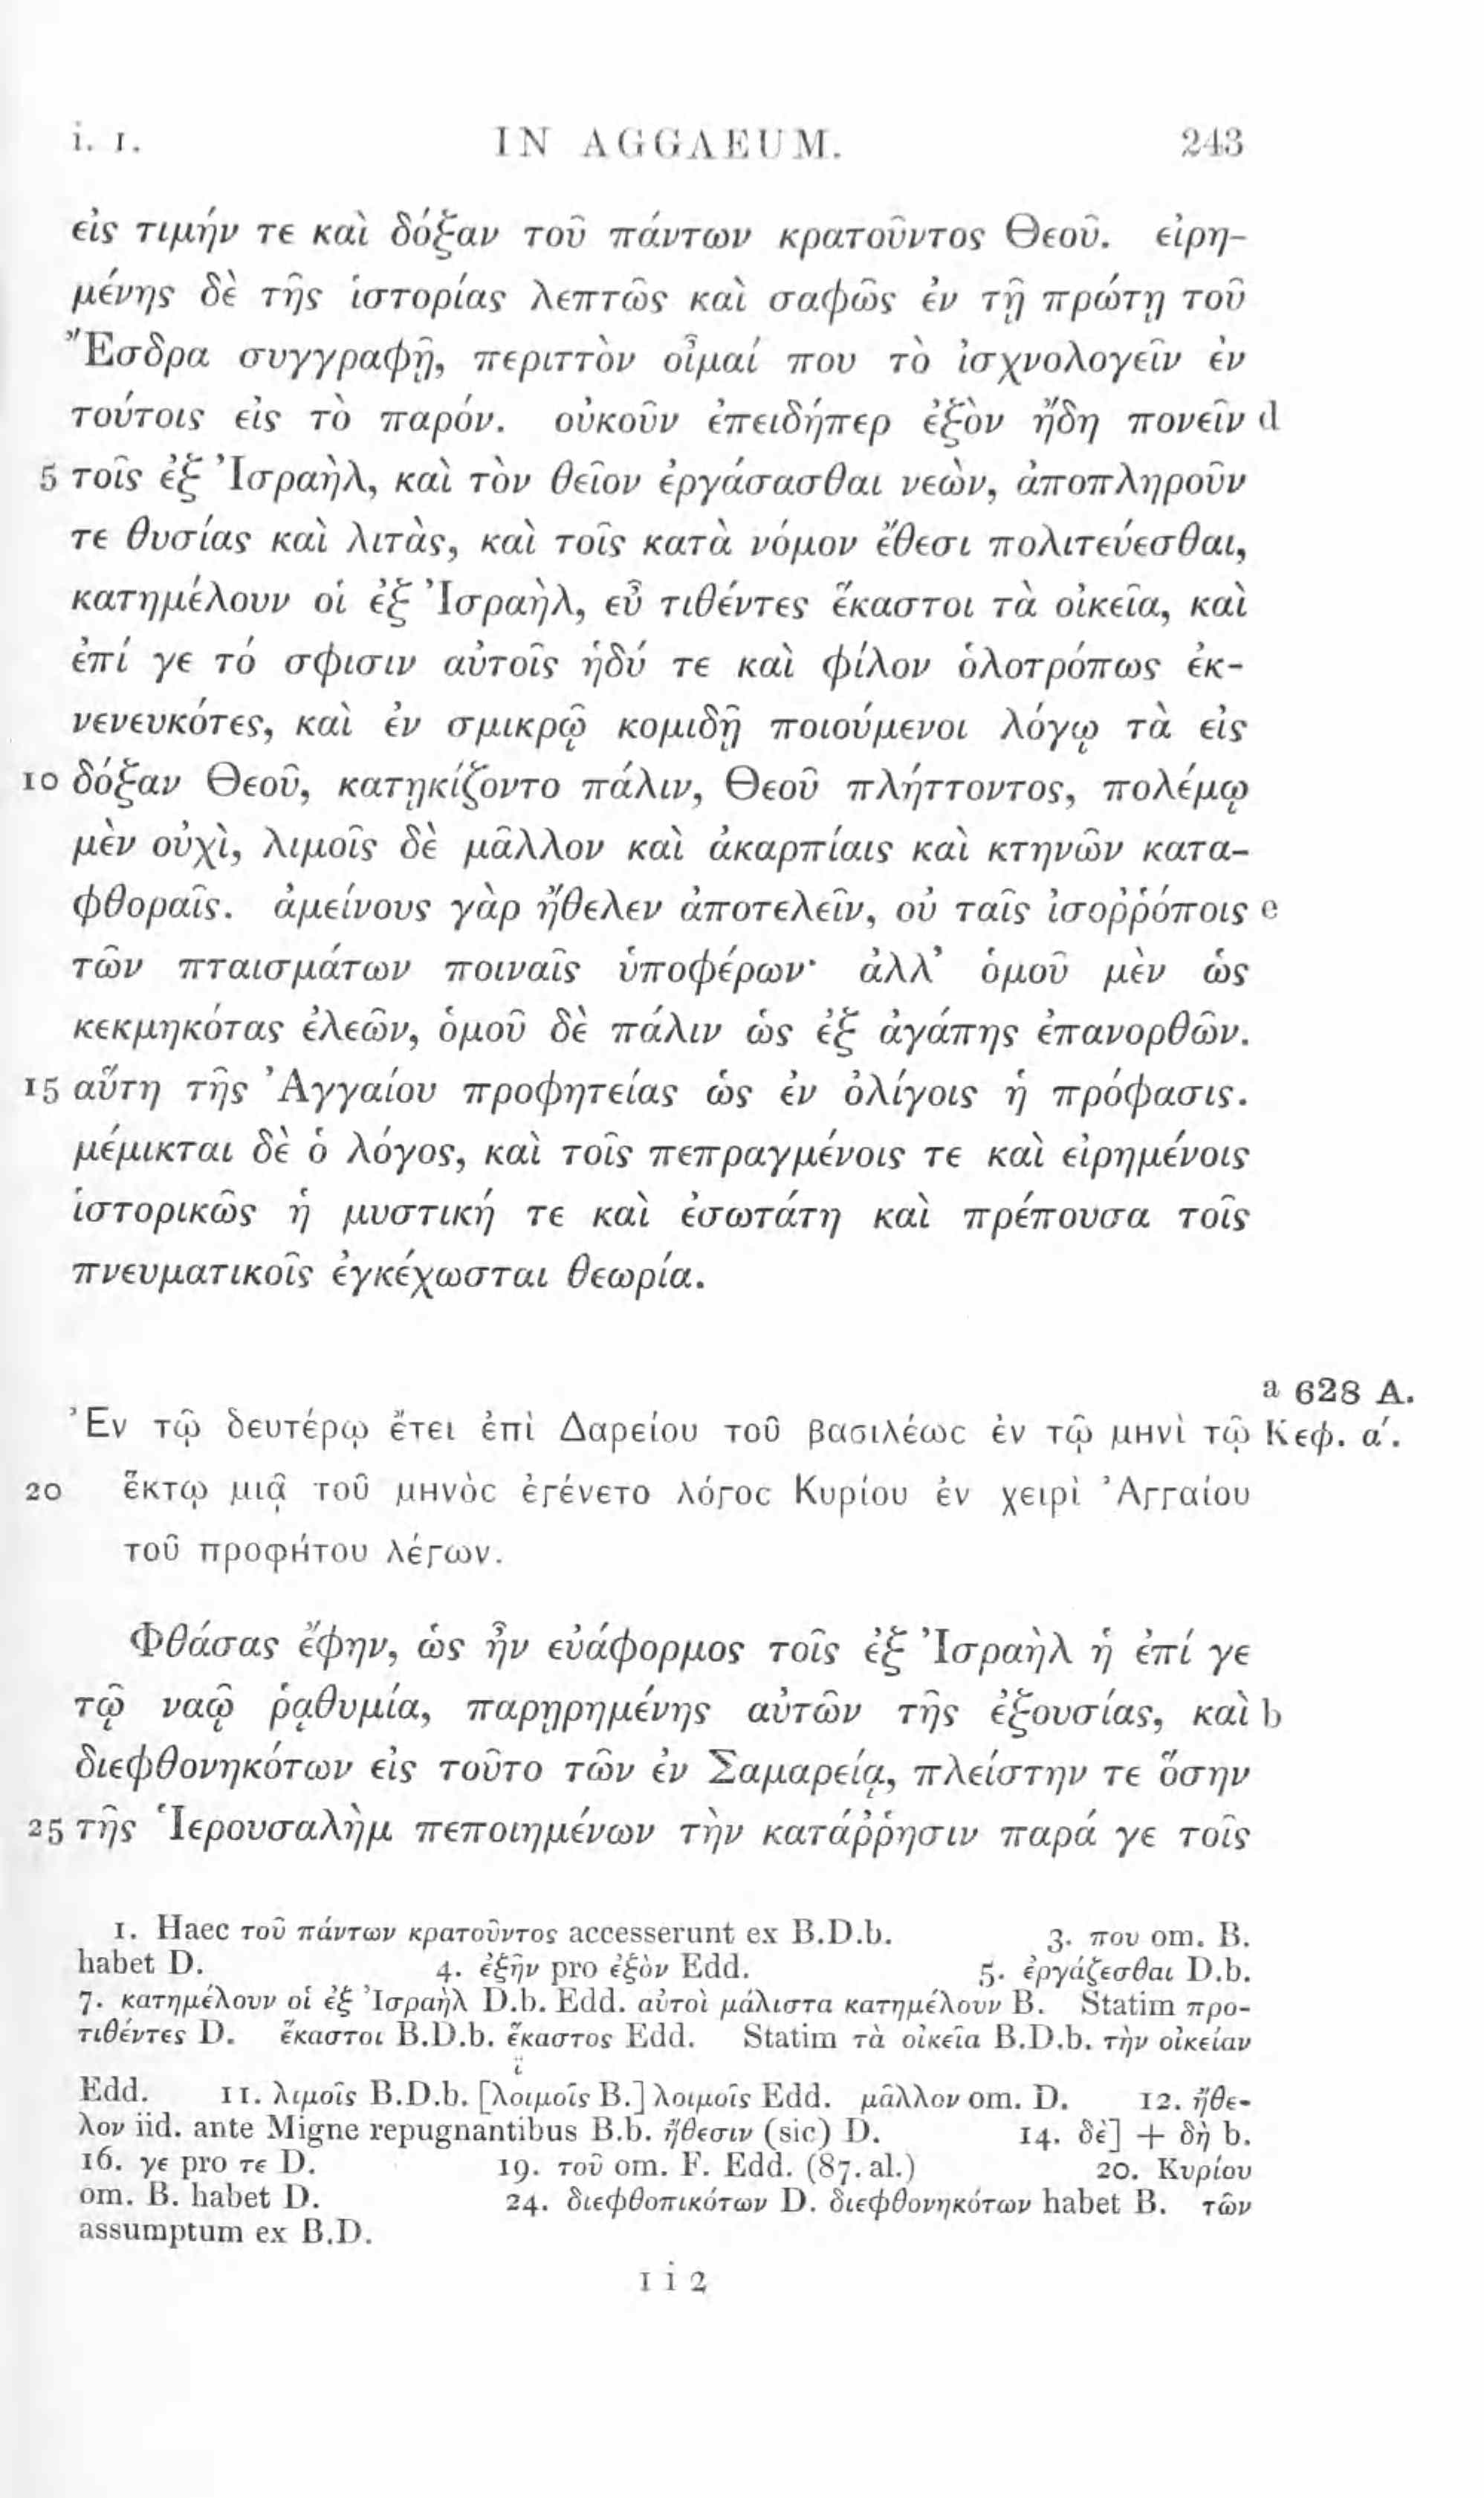 i. 1. IN AGGAEUM. 243
εἰς τιμήν τε καὶ δόξαν τοῦ πάντων κρατοῦντος Θεοῦ. εἰρη-
μένης δὲ τῆς ἱστορίας λεπτῶς καὶ σαφῶς ἐν τῇ πρώτῃ τοῦ
Ἔσδρα συγγραφῇ, περιττὸν οἶμαί που τὸ ἰσχνολογεῖν ἐν
τούτοις εἰς τὸ παρόν. οὐκοῦν ἐπειδήπερ ἐξὸν ἤδη πονεῖν d
5 τοῖς ἐξ Ἰσραὴλ, καὶ τὸν θεῖον ἐργάσασθαι νεὼν, ἀποπληροῦν
τε θυσίας καὶ λιτὰς, καὶ τοῖς κατὰ νόμον ἔθεσι πολιτεύεσθαι,
κατημέλουν οἱ ἐξ Ἰσραὴλ, εὖ τιθέντες ἕκαστοι τὰ οἰκεῖα, καὶ
ἐπί γε τό σφισιν αὐτοῖς ἡδύ τε καὶ φίλον ὁλοτρόπως ἐκ-
νενευκότες, καὶ ἐν σμικρῷ κομιδῇ ποιούμενοι λόγῳ τὰ εἰς
10 δόξαν Θεοῦ, κατῃκίζοντο πάλιν, Θεοῦ πλήττοντος, πολέμῳ
μὲν οὐχὶ, λιμοῖς δὲ μᾶλλον καὶ ἀκαρπίαις καὶ κτηνῶν κατα-
φθοραῖς. ἀμείνους γὰρ ἤθελεν ἀποτελεῖν, οὐ ταῖς ἰσοῤῥόποις e
τῶν πταισμάτων ποιναῖς ὑποφέρων· ἀλλ’ ὁμοῦ μὲν ὡς
κεκμηκότας ἐλεῶν, ὁμοῦ δὲ πάλιν ὡς ἐξ ἀγάπης ἐπανορθῶν.
15 αὕτη τῆς Ἀγγαίου προφητείας ὡς ἐν ὀλίγοις ἡ πρόφασις.
μέμικται δὲ ὁ λόγος, καὶ τοῖς πεπραγμένοις τε καὶ εἰρημένοις
ἱστορικῶς ἡ μυστική τε καὶ ἐσωτάτη καὶ πρέπουσα τοῖς
πνευματικοῖς ἐγκέχωσται θεωρία.
a 628 A.
Ἐν τῷ δευτέρῳ ἔτει ἐπὶ Δαρείου τοῦ βασιλέως ἐν τῷ μηνὶ τῷ Κεφ. α΄.
20 ἕκτῳ μιᾷ τοῦ μηνὸς ἐγένετο λόγος Κυρίου ἐν χειρὶ Ἀγγαίου
τοῦ προφήτου λέγων.
Φθάσας ἔφην, ὡς ἦν εὐάφορμος τοῖς ἐξ Ἰσραὴλ ἡ ἐπί γε
τῷ ναῷ ῥᾳθυμία, παρῃρημένης αὐτῶν τῆς ἐξουσίας, καὶ b
διεφθονηκότων εἰς τοῦτο τῶν ἐν Σαμαρείᾳ, πλείστην τε ὅσην
25 τῆς Ἱερουσαλὴμ πεποιημένων τὴν κατάῤῥησιν παρά γε τοῖς
1. Haec τοῦ πάντων κρατοῦντος accesserunt ex B.D.b. 3. που om. B.
habet D. 4. ἐξῆν pro ἐξὸν Edd. 5. ἐργάζεσθαι D.b.
7. κατημέλουν οἱ ἐξ Ἰσραὴλ D.b. Edd. αὐτοὶ μάλιστα κατημέλουν B. Statim προ-
τιθέντες D. ἕκαστοι B.D.b. ἕκαστος Edd. Statim τὰ οἰκεῖα B.D.b. τὴν οἰκείαν
Edd. 11. λιμοῖς B.D.b. [λοιμοῖς B.] λοιμοῖς Edd. μᾶλλον om. D. 12. ἤθε-
λον iid. ante Migne repugnantibus B.b. ἤθεσιν (sic) D. 14. δὲ] + δὴ b.
16. γε pro τε D. 19. τοῦ om. F. Edd. (87. al.) 20. Κυρίου
om. B. habet D. 24. διεφθοπικότων D. διεφθονηκότων habet B. τῶν
assumptum ex B.D.
I i 2